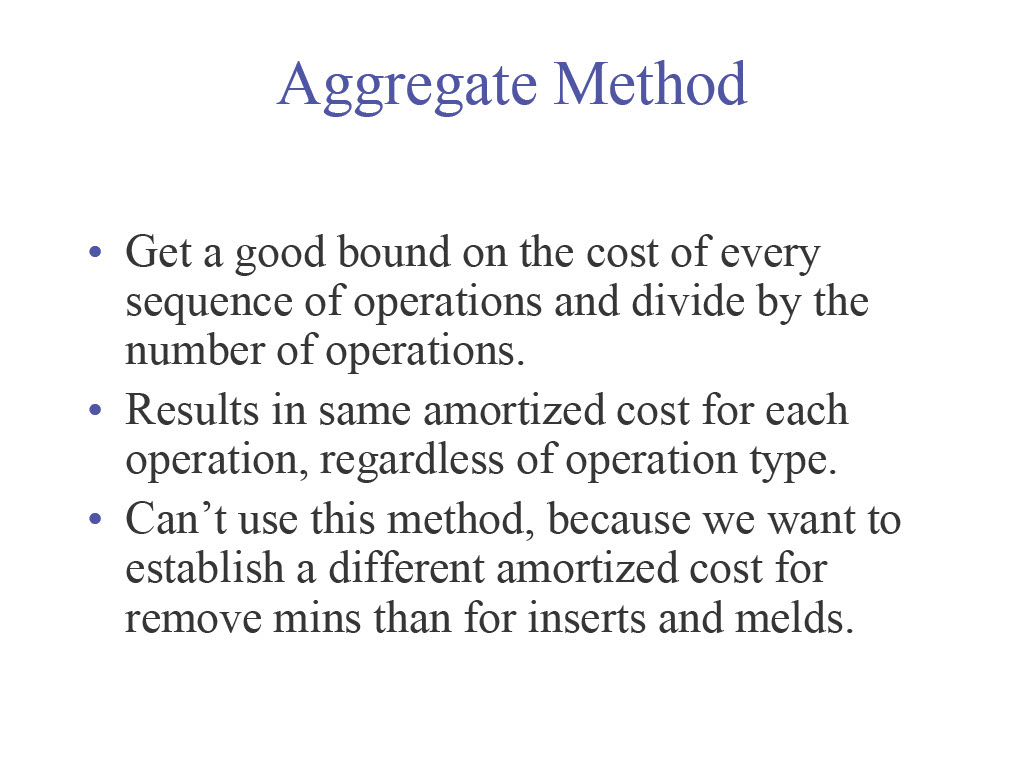 Aggregate Method
• Get a good bound on the cost of every
sequence of operations and divide by the
number of operations.
• Results in same amortized cost for each
operation, regardless of operation type.
• Can’t use this method, because we want to
establish a different amortized cost for
remove mins than for inserts and melds.